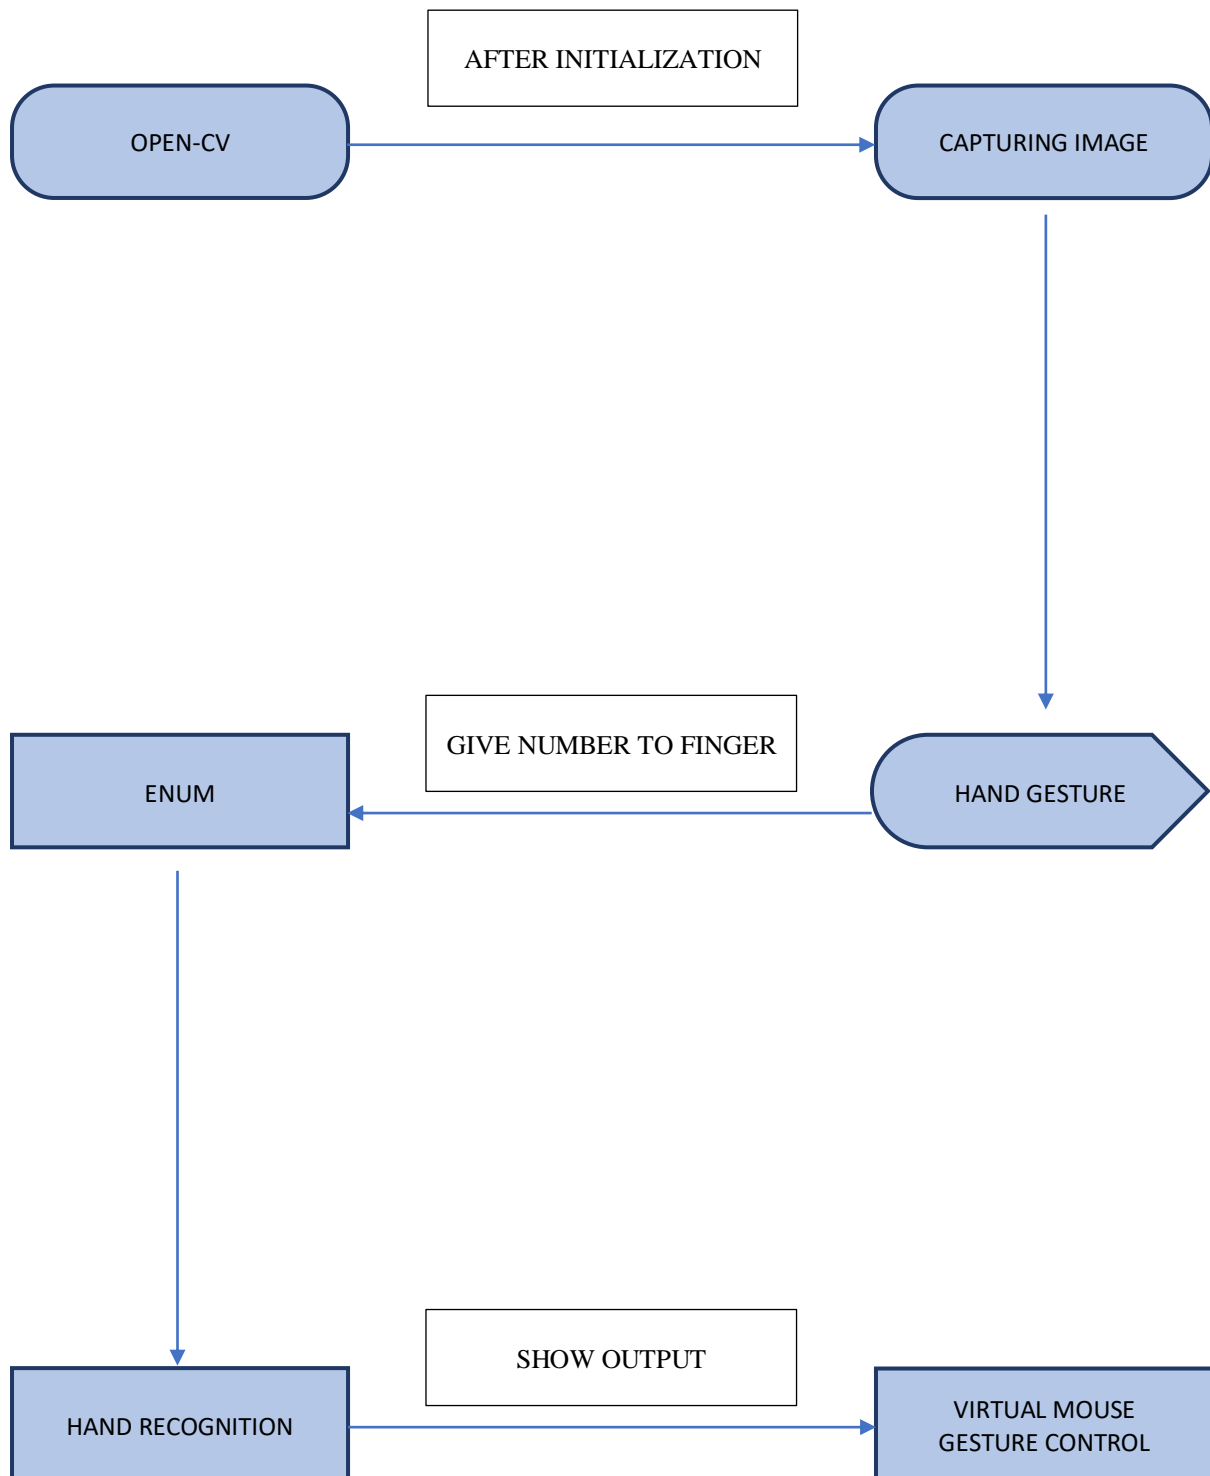 AFTER INITIALIZATION
OPEN-CV
CAPTURING IMAGE
GIVE NUMBER TO FINGER
ENUM
HAND GESTURE
SHOW OUTPUT
HAND RECOGNITION
VIRTUAL MOUSE
GESTURE CONTROL